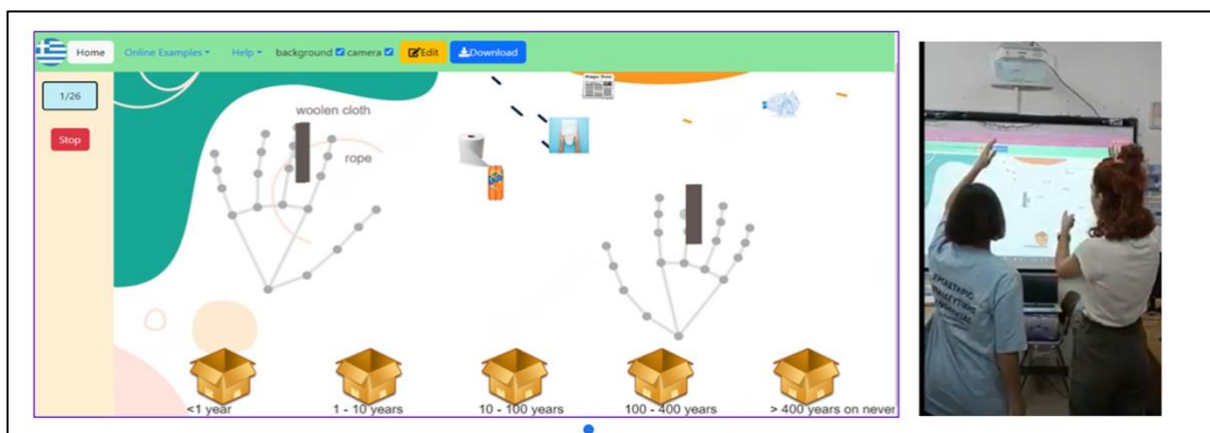 Home Online Examples Help background camera Edit Download
1/26
Stop
woolen cloth
rope
<1 year 1 - 10 years 10 - 100 years 100 - 400 years > 400 years on never